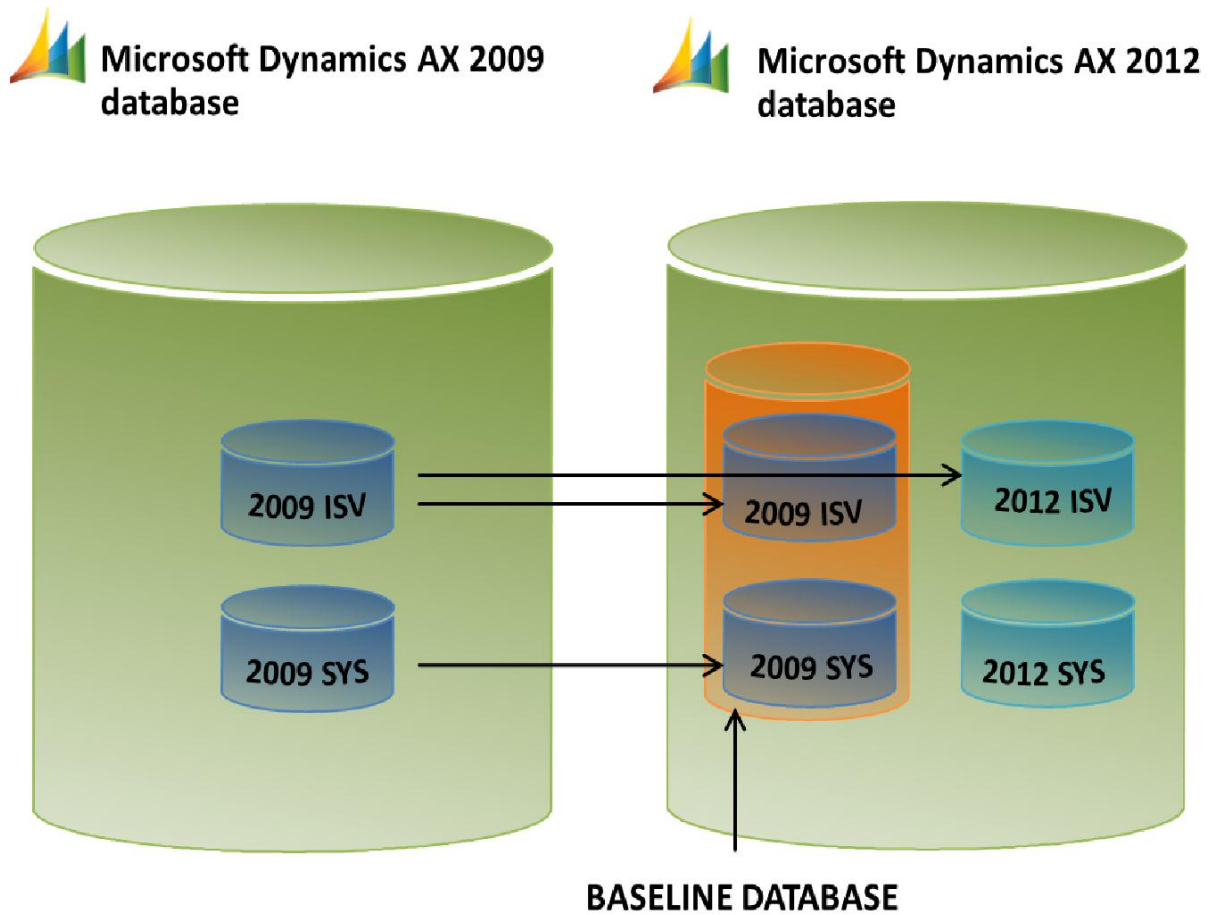 Microsoft Dynamics AX 2009
database
Microsoft Dynamics AX 2012
database
2009 ISV
2009 ISV
2012 ISV
2009 SYS
2009 SYS
2012 SYS
BASELINE DATABASE